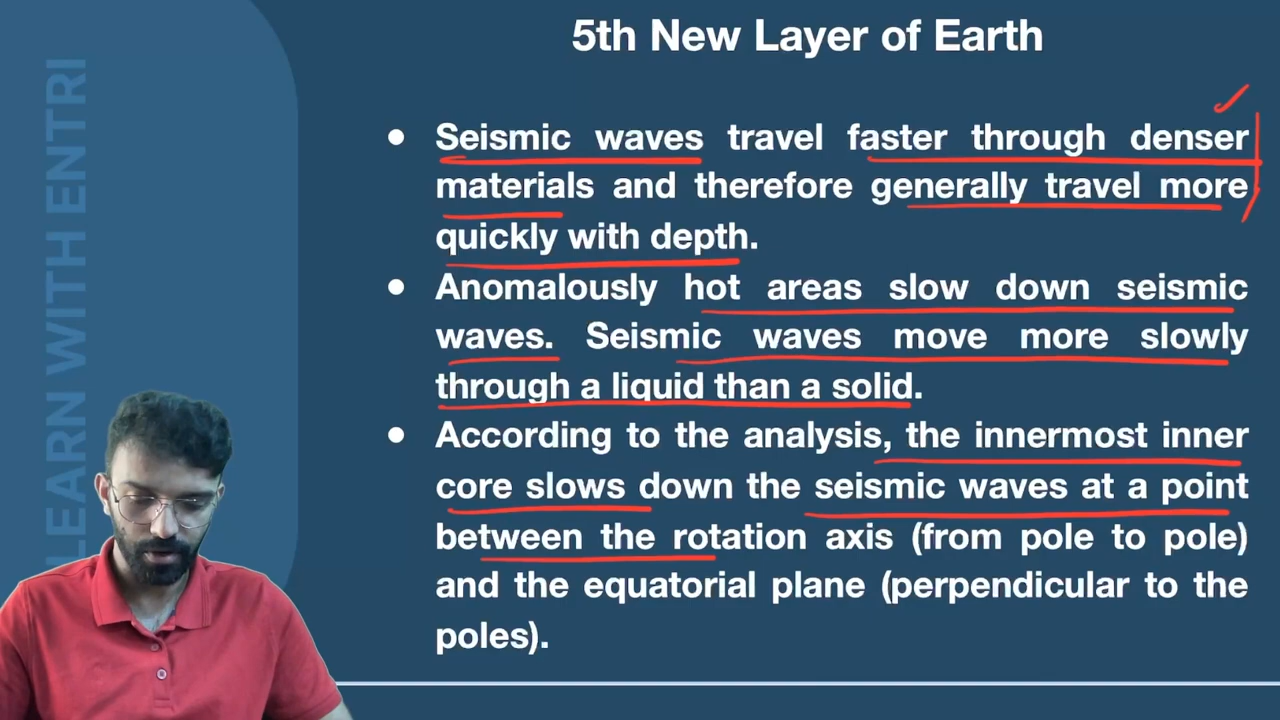 5th New Layer of Earth
LEARN WITH ENTRI
• Seismic waves travel faster through denser
materials and therefore generally travel more
quickly with depth.
• Anomalously hot areas slow down seismic
waves. Seismic waves move more slowly
through a liquid than a solid.
• According to the analysis, the innermost inner
core slows down the seismic waves at a point
between the rotation axis (from pole to pole)
and the equatorial plane (perpendicular to the
poles).